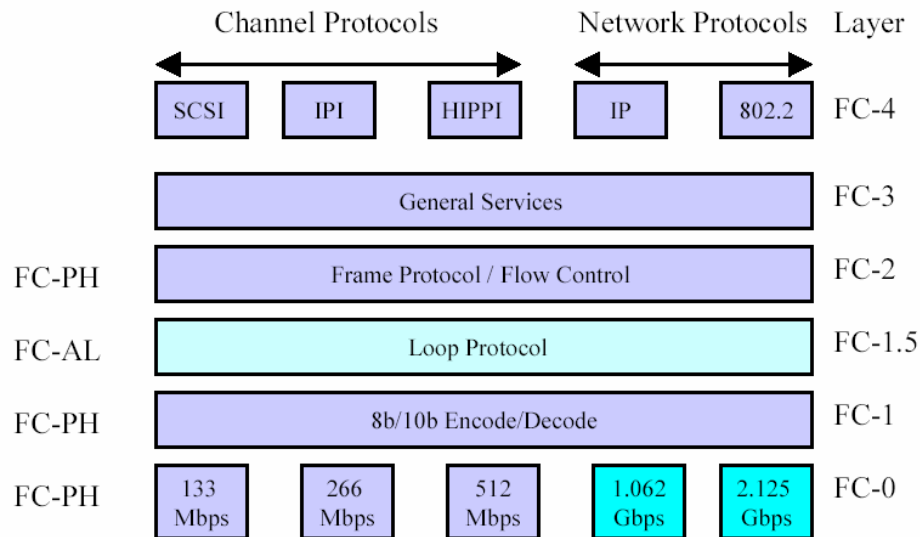 Channel Protocols Network Protocols Layer
SCSI IPI HIPPI IP 802.2 FC-4
General Services FC-3
FC-PH Frame Protocol / Flow Control FC-2
FC-AL Loop Protocol FC-1.5
FC-PH 8b/10b Encode/Decode FC-1
FC-PH 133 Mbps 266 Mbps 512 Mbps 1.062 Gbps 2.125 Gbps FC-0